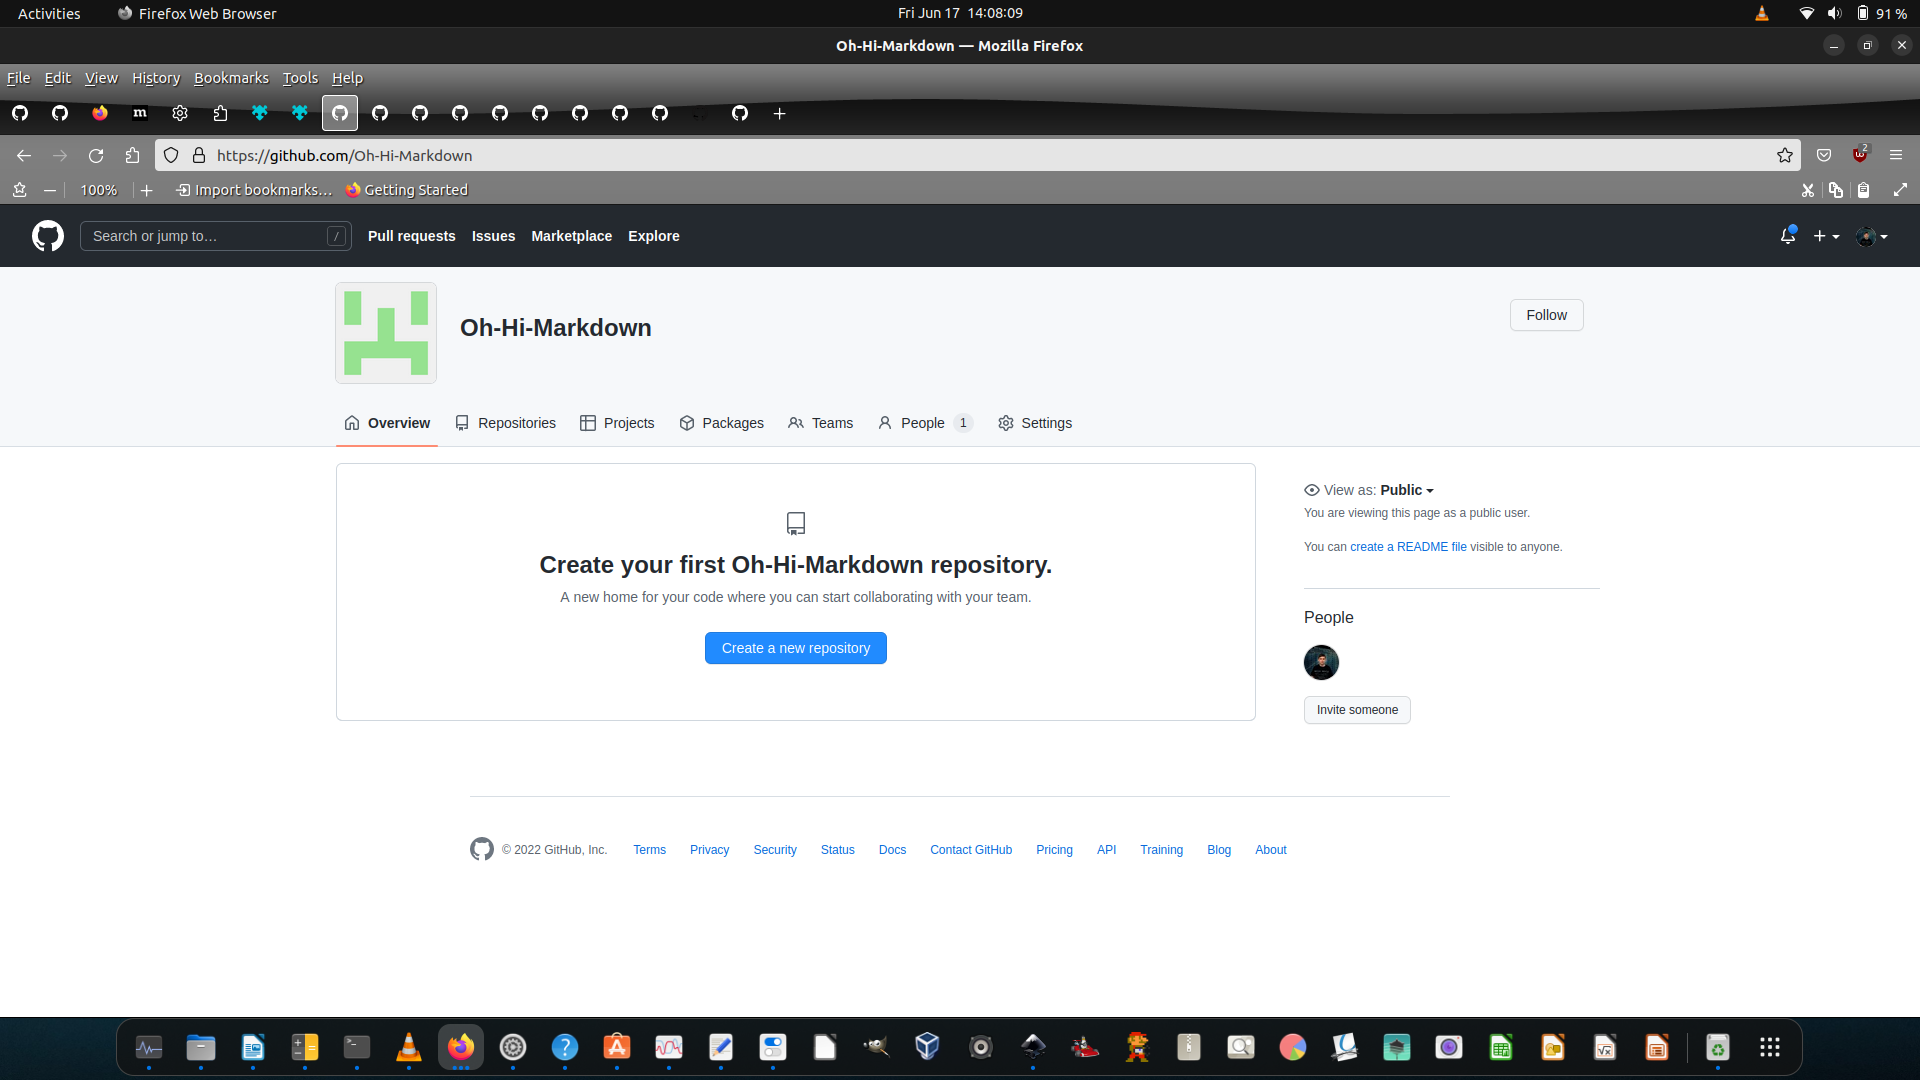 Activities Firefox Web Browser Fri Jun 17 14:08:09 91 %
Oh-Hi-Markdown — Mozilla Firefox
File Edit View History Bookmarks Tools Help
m
https://github.com/Oh-Hi-Markdown 2
100% Import bookmarks… Getting Started
Search or jump to… / Pull requests Issues Marketplace Explore
Oh-Hi-Markdown
Follow
Overview Repositories Projects Packages Teams People 1 Settings
Create your first Oh-Hi-Markdown repository.
A new home for your code where you can start collaborating with your team.
Create a new repository
View as: Public
You are viewing this page as a public user.
You can create a README file visible to anyone.
People
Invite someone
© 2022 GitHub, Inc. Terms Privacy Security Status Docs Contact GitHub Pricing API Training Blog About